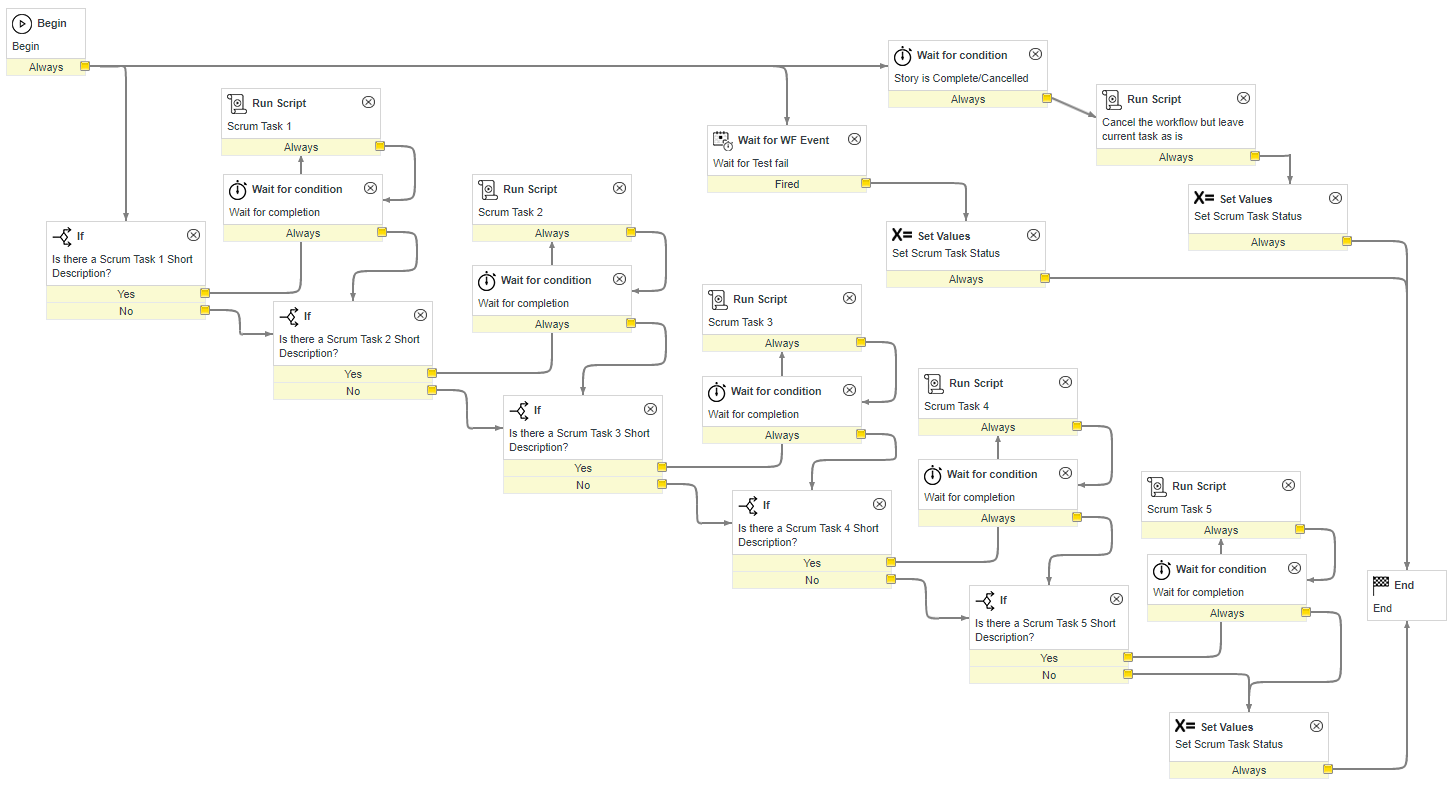 Begin
Begin
Always
Wait for condition
Story is Complete/Cancelled
Always
Run Script
Cancel the workflow but leave
current task as is
Always
X= Set Values
Set Scrum Task Status
Always
Wait for WF Event
Wait for Test fail
Fired
X= Set Values
Set Scrum Task Status
Always
Run Script
Scrum Task 1
Always
Wait for condition
Wait for completion
Always
If
Is there a Scrum Task 1 Short
Description?
Yes
No
Run Script
Scrum Task 2
Always
Wait for condition
Wait for completion
Always
If
Is there a Scrum Task 2 Short
Description?
Yes
No
Run Script
Scrum Task 3
Always
Wait for condition
Wait for completion
Always
If
Is there a Scrum Task 3 Short
Description?
Yes
No
Run Script
Scrum Task 4
Always
Wait for condition
Wait for completion
Always
If
Is there a Scrum Task 4 Short
Description?
Yes
No
Run Script
Scrum Task 5
Always
Wait for condition
Wait for completion
Always
If
Is there a Scrum Task 5 Short
Description?
Yes
No
X= Set Values
Set Scrum Task Status
Always
End
End